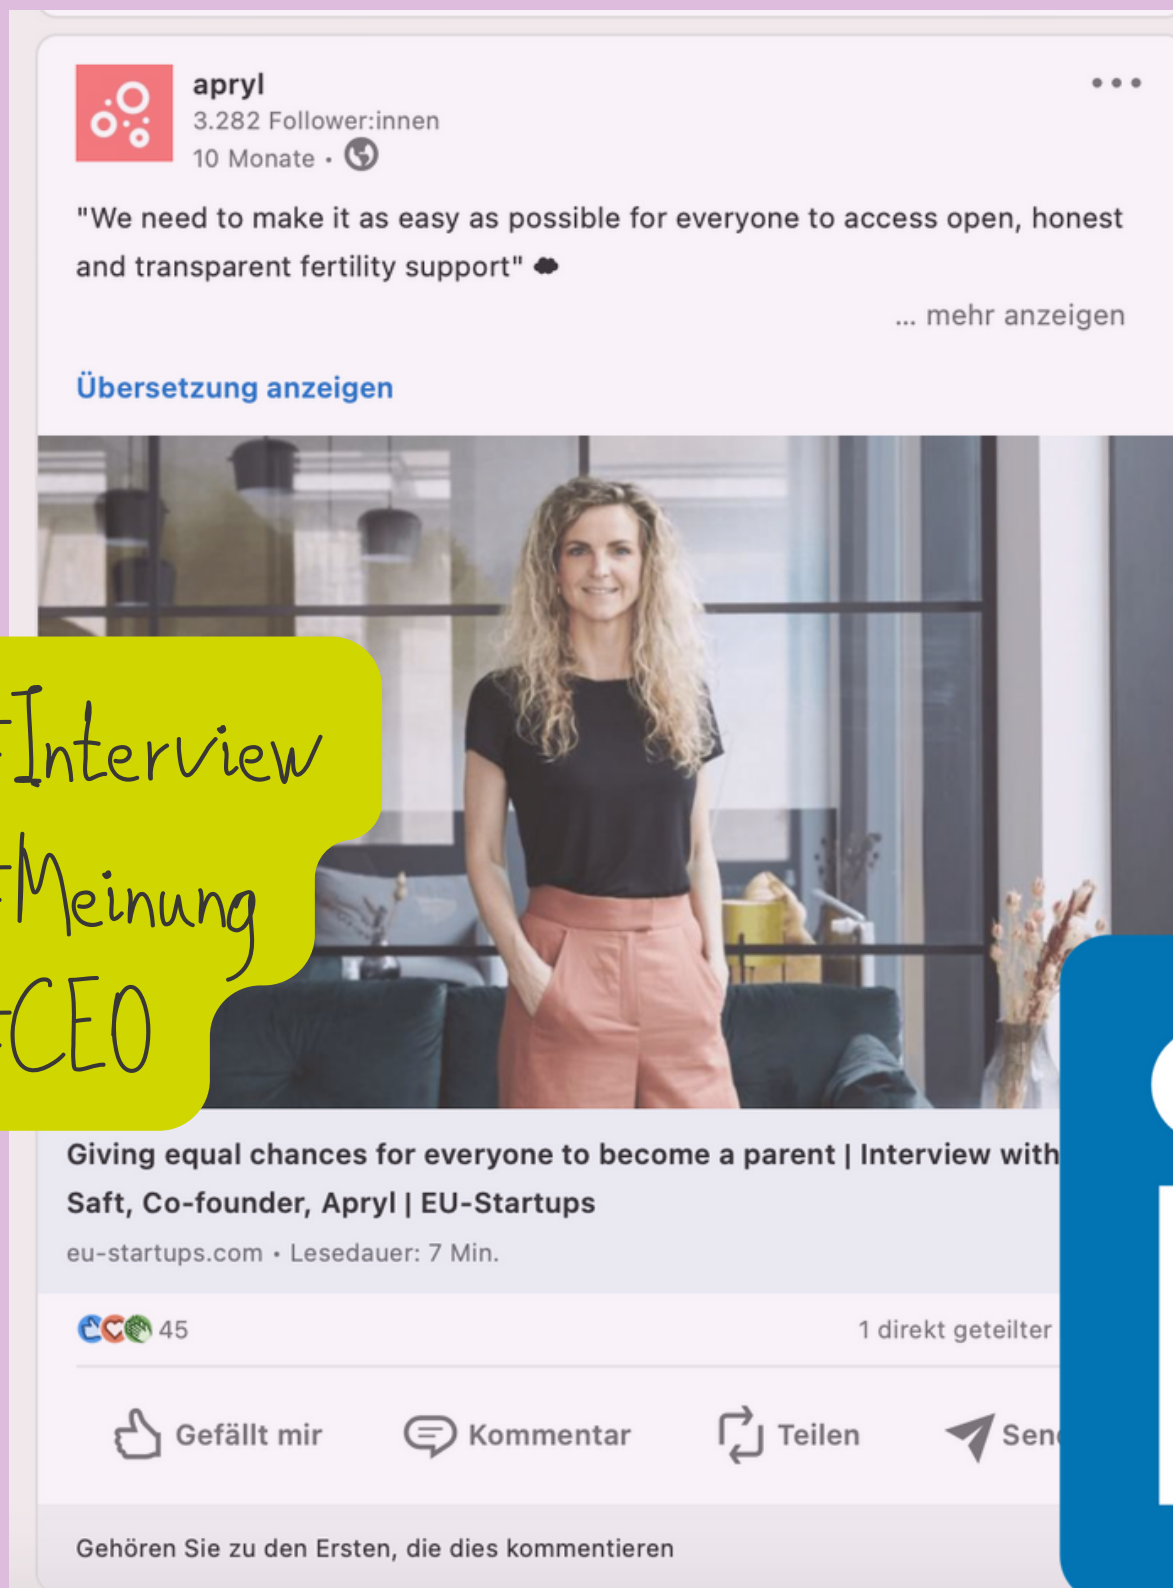 apryl
3.282 Follower:innen
10 Monate •
"We need to make it as easy as possible for everyone to access open, honest
and transparent fertility support"
... mehr anzeigen
Übersetzung anzeigen
#Interview
#Meinung
#CEO
Giving equal chances for everyone to become a parent | Interview with
Saft, Co-founder, Apryl | EU-Startups
eu-startups.com • Lesedauer: 7 Min.
45
1 direkt geteilter
Gefällt mir
Kommentar
Teilen
Gehören Sie zu den Ersten, die dies kommentieren